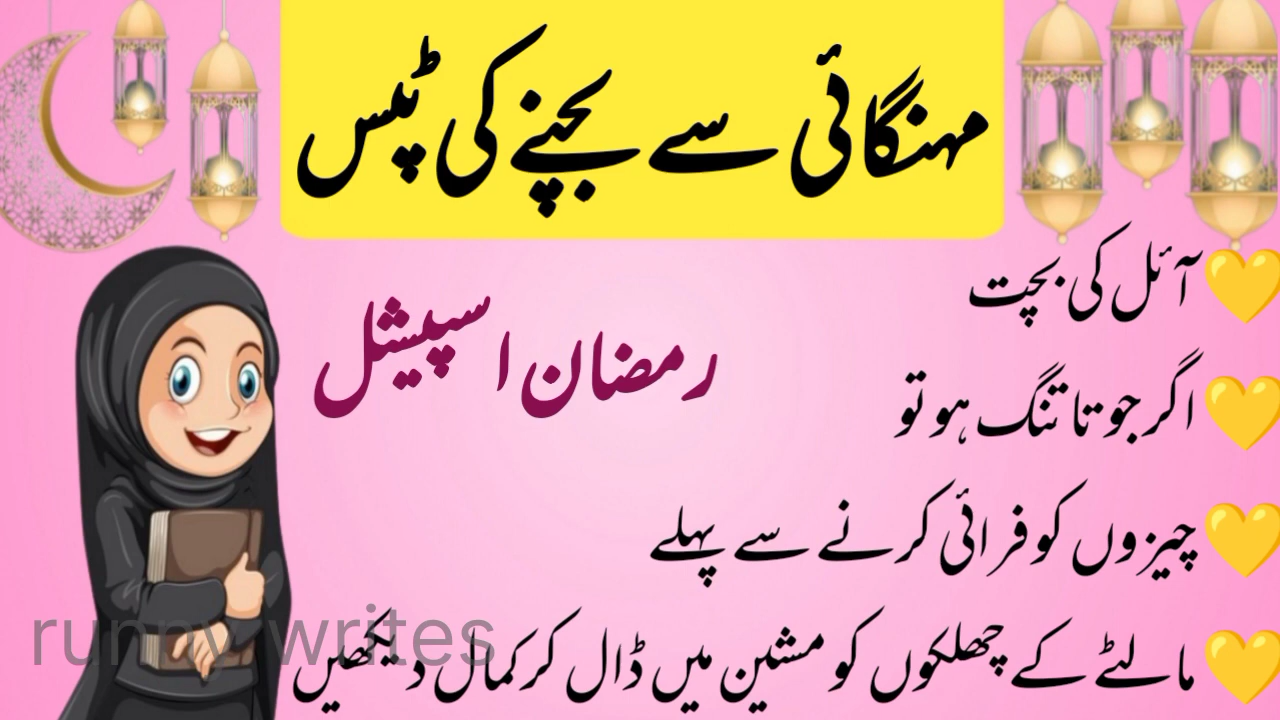 مہنگائی سے بچنے کی ٹپس
آئل کی بچت
رمضان اسپیشل
اگر جوتا تنگ ہو تو
چیزوں کو فرائی کرنے سے پہلے
مالٹے کے چھلکوں کو مشین میں ڈال کر کمال دیکھیں
runny writes